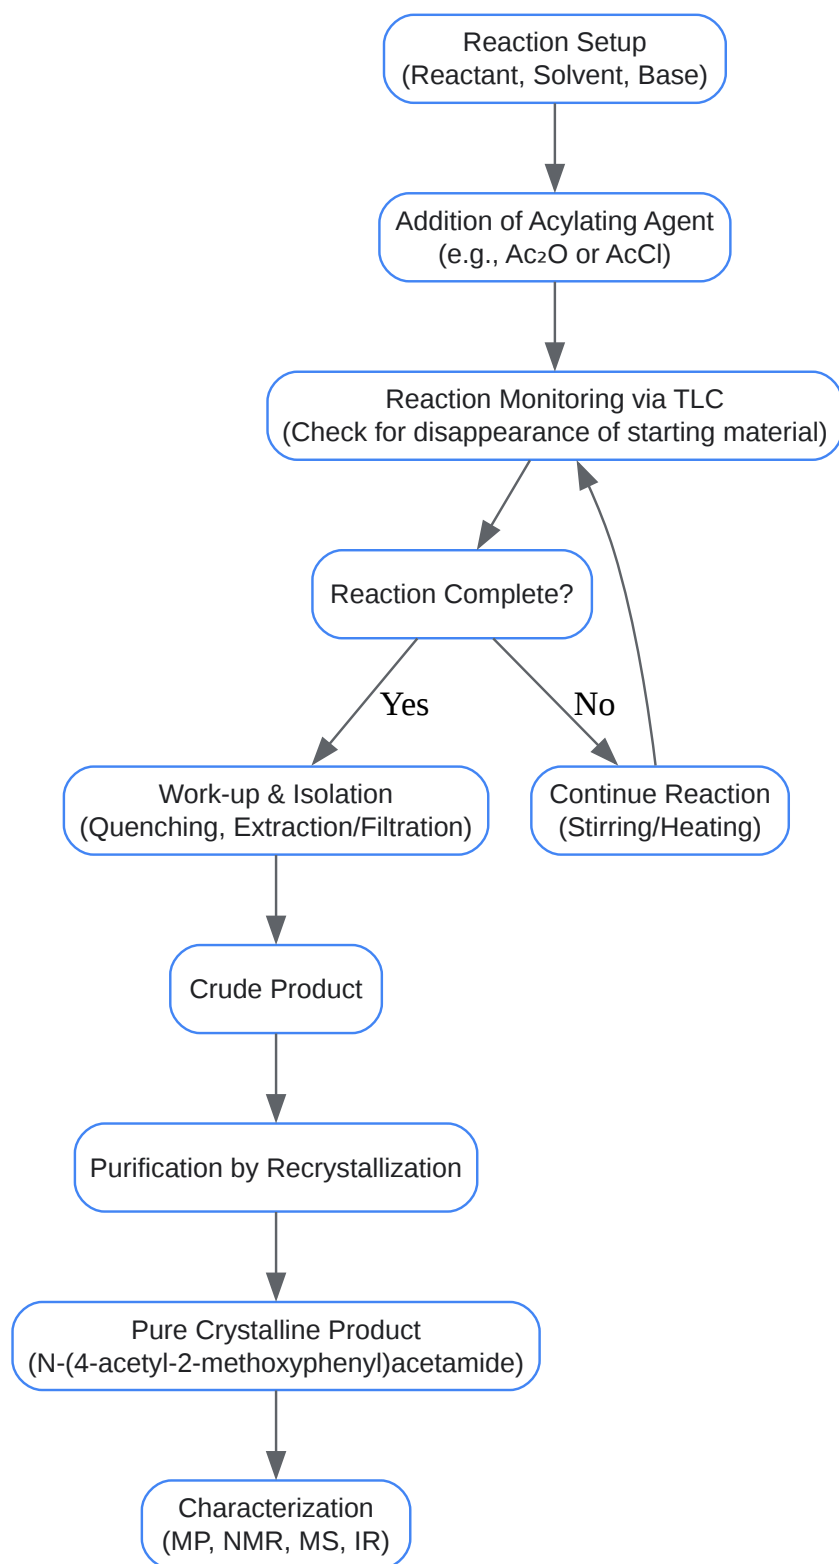 Reaction Setup
(Reactant, Solvent, Base)
Addition of Acylating Agent
(e.g., Ac₂O or AcCl)
Reaction Monitoring via TLC
(Check for disappearance of starting material)
Reaction Complete?
Yes
No
Work-up & Isolation
(Quenching, Extraction/Filtration)
Continue Reaction
(Stirring/Heating)
Crude Product
Purification by Recrystallization
Pure Crystalline Product
(N-(4-acetyl-2-methoxyphenyl)acetamide)
Characterization
(MP, NMR, MS, IR)